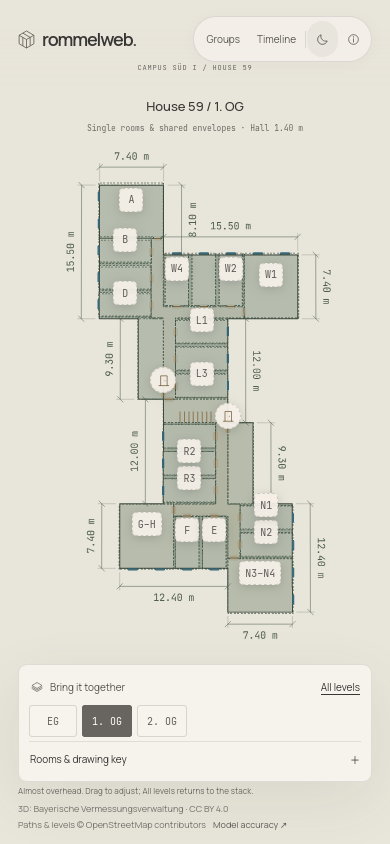 rommelweb.
Groups Timeline
CAMPUS SÜD I / HOUSE 59
House 59 / 1. OG
Single rooms & shared envelopes · Hall 1.40 m
7.40 m
A
8.10 m
15.50 m
15.50 m
B
W4 W2 W1
7.40 m
D
L1
9.30 m
12.00 m
L3
12.00 m
R2
9.30 m
R3
N1
G–H F E N2
7.40 m
12.40 m
N3–N4
12.40 m
7.40 m
Bring it together All levels
EG 1. OG 2. OG
Rooms & drawing key +
Almost overhead. Drag to adjust; All levels returns to the stack.
3D: Bayerische Vermessungsverwaltung · CC BY 4.0
Paths & levels © OpenStreetMap contributors Model accuracy ↗